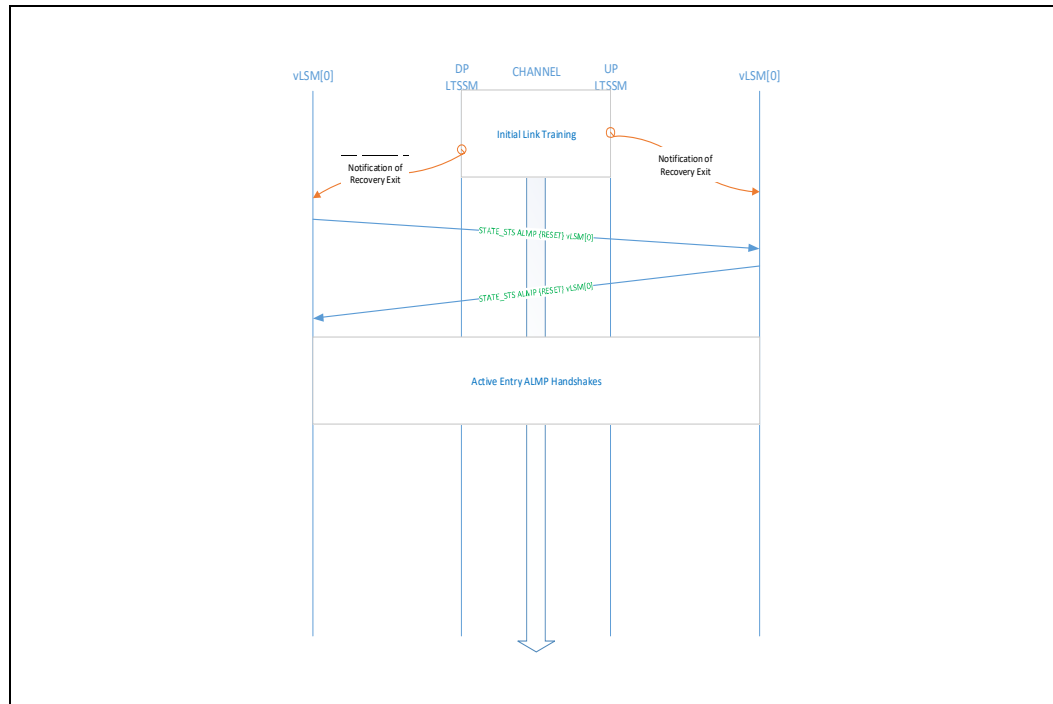 vLSM[0]
DP
LTSSM
CHANNEL
UP
LTSSM
vLSM[0]
Initial Link Training
Notification of
Recovery Exit
Notification of
Recovery Exit
STATE_STS ALMP {RESET} vLSM[0]
STATE_STS ALMP {RESET} vLSM[0]
Active Entry ALMP Handshakes